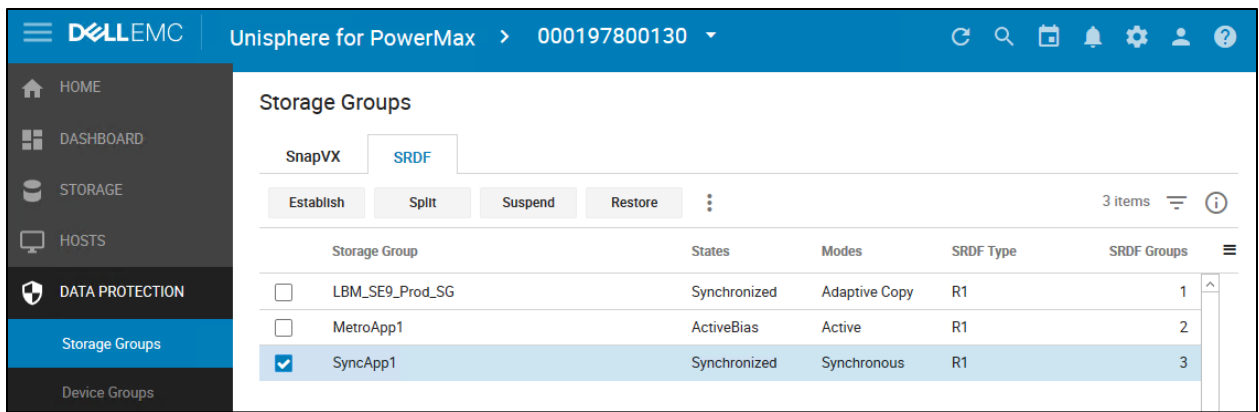 DELLEMC Unisphere for PowerMax > 000197800130
HOME
DASHBOARD
STORAGE
HOSTS
DATA PROTECTION
Storage Groups
Device Groups
Storage Groups
SnapVX SRDF
Establish Split Suspend Restore 3 items
Storage Group States Modes SRDF Type SRDF Groups
LBM_SE9_Prod_SG Synchronized Adaptive Copy R1 1
MetroApp1 ActiveBias Active R1 2
SyncApp1 Synchronized Synchronous R1 3